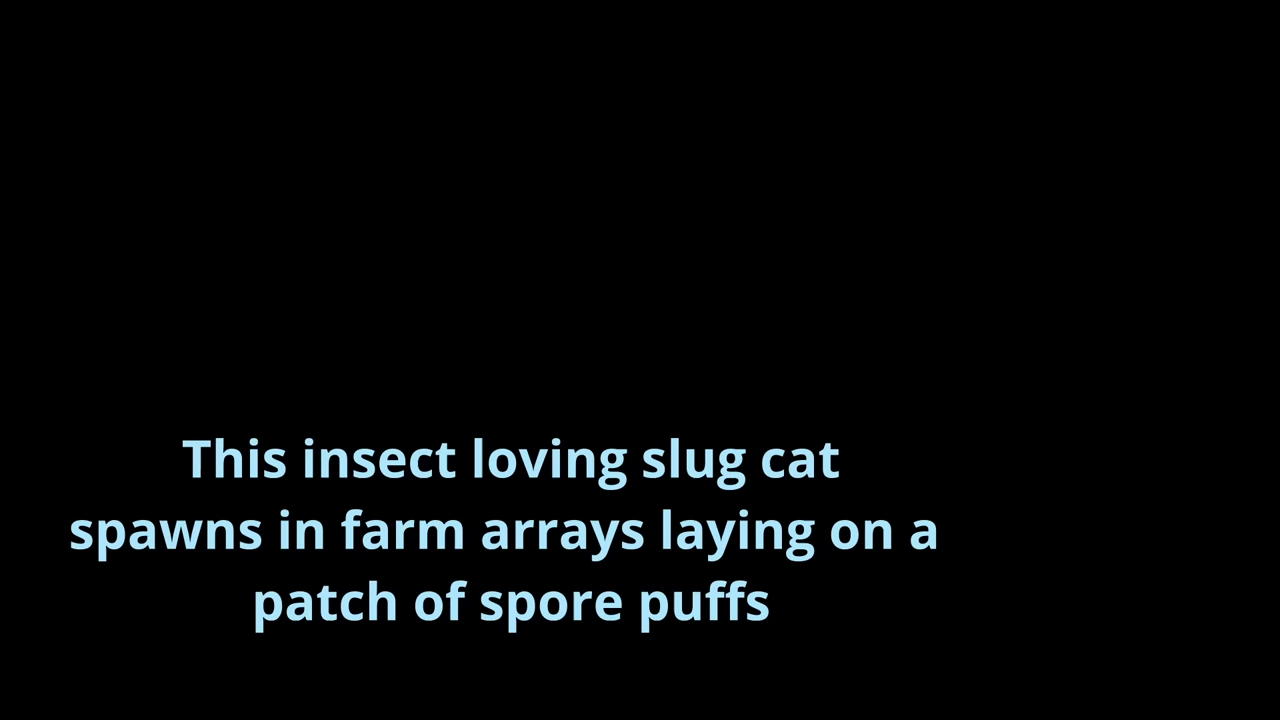 This insect loving slug cat
spawns in farm arrays laying on a
patch of spore puffs